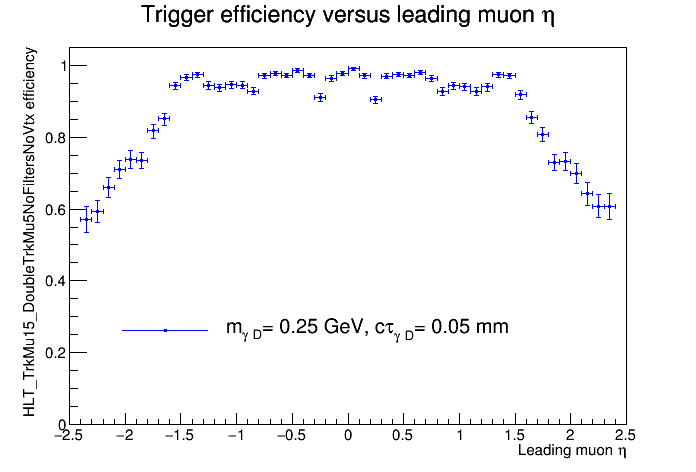 Trigger efficiency versus leading muon η
HLT_TrkMu15_DoubleTrkMu5NoFiltersNoVtx efficiency
1
0.8
0.6
0.4
0.2
0
m_γ D= 0.25 GeV, cτ_γ D= 0.05 mm
−2.5 −2 −1.5 −1 −0.5 0 0.5 1 1.5 2 2.5
Leading muon η